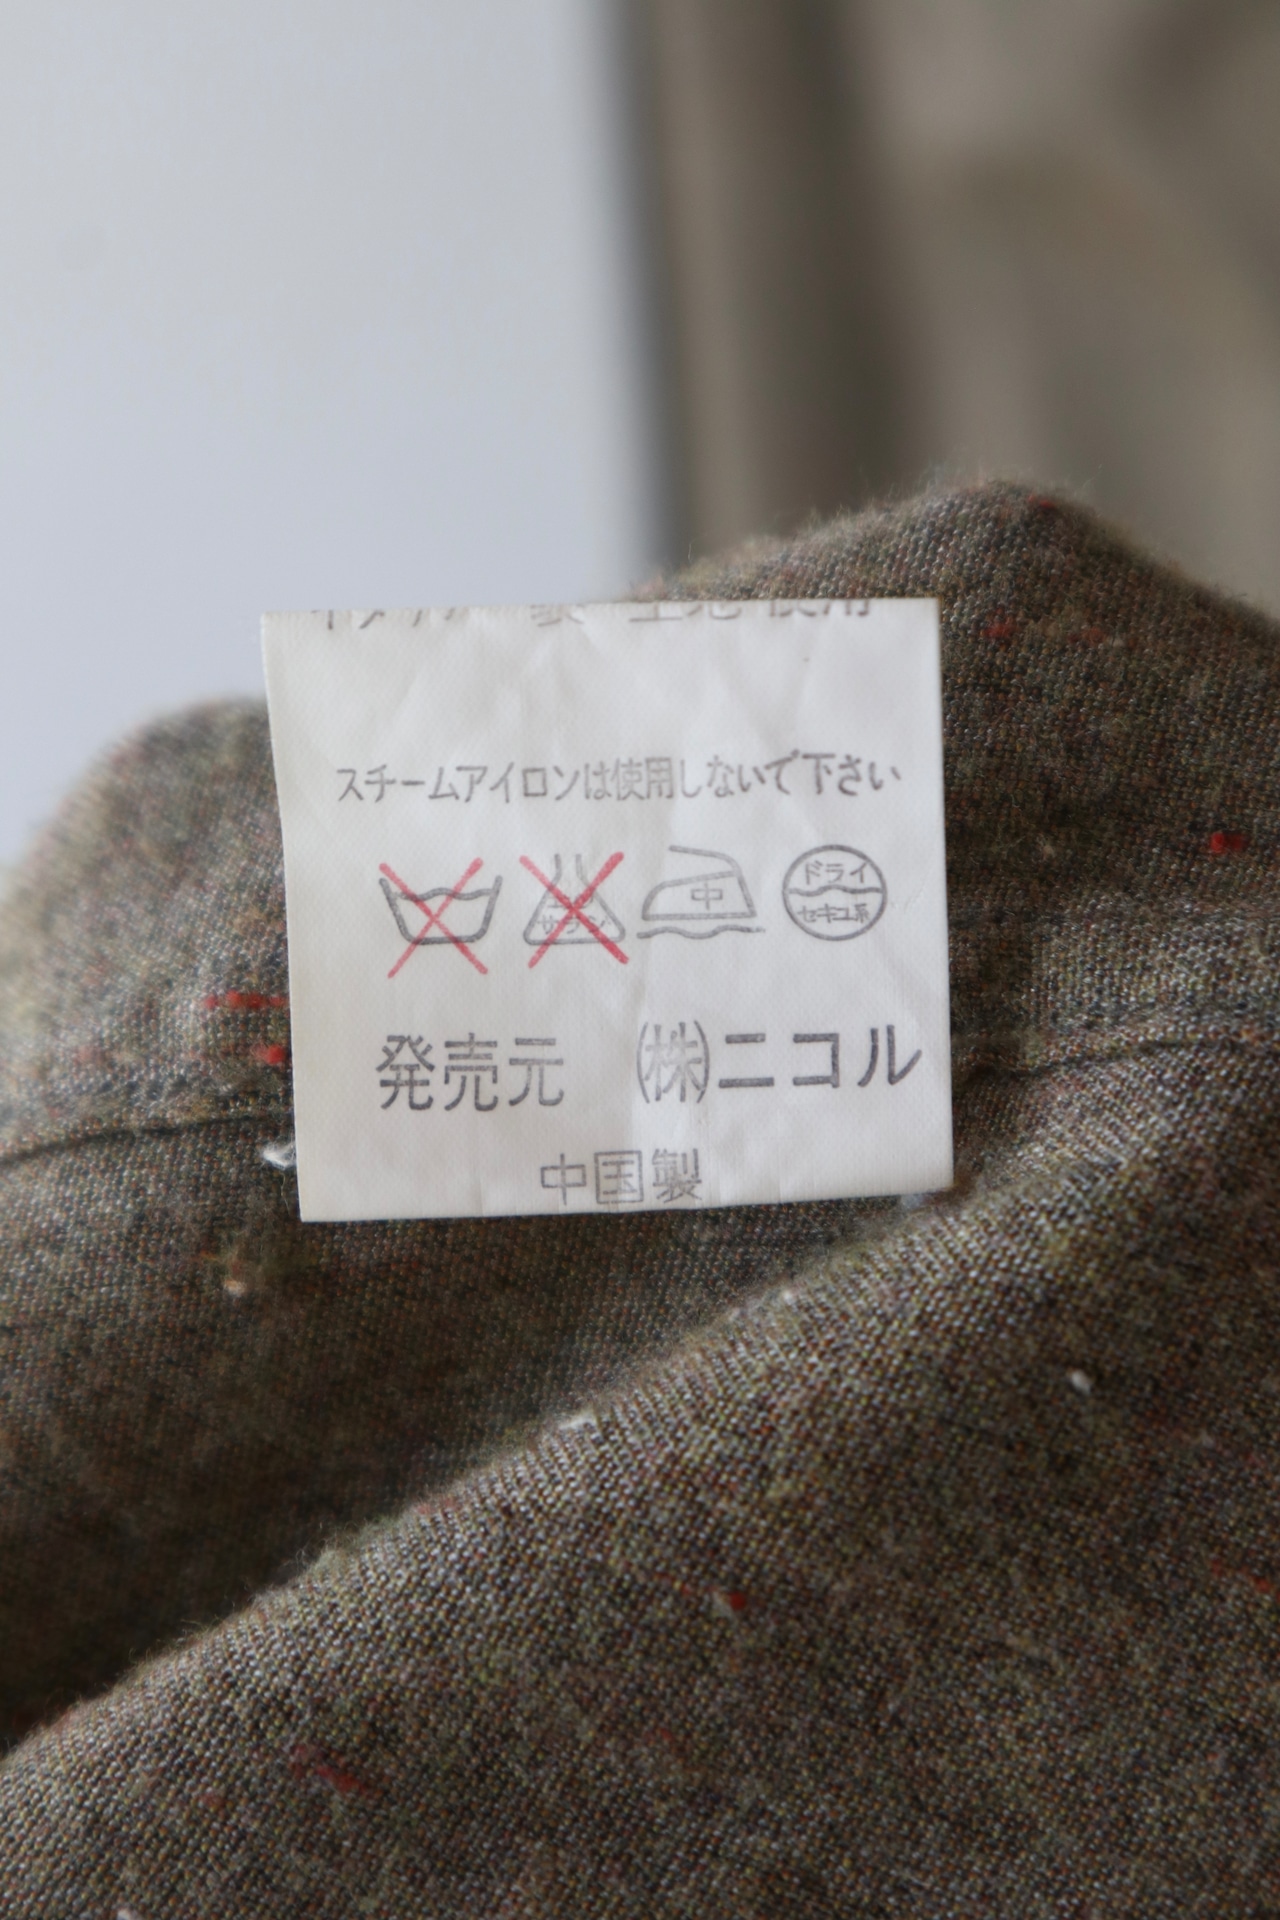 スチームアイロンは使用しないで下さい
中 ドライ
セキユ系
発売元 ㈱ニコル
中国製